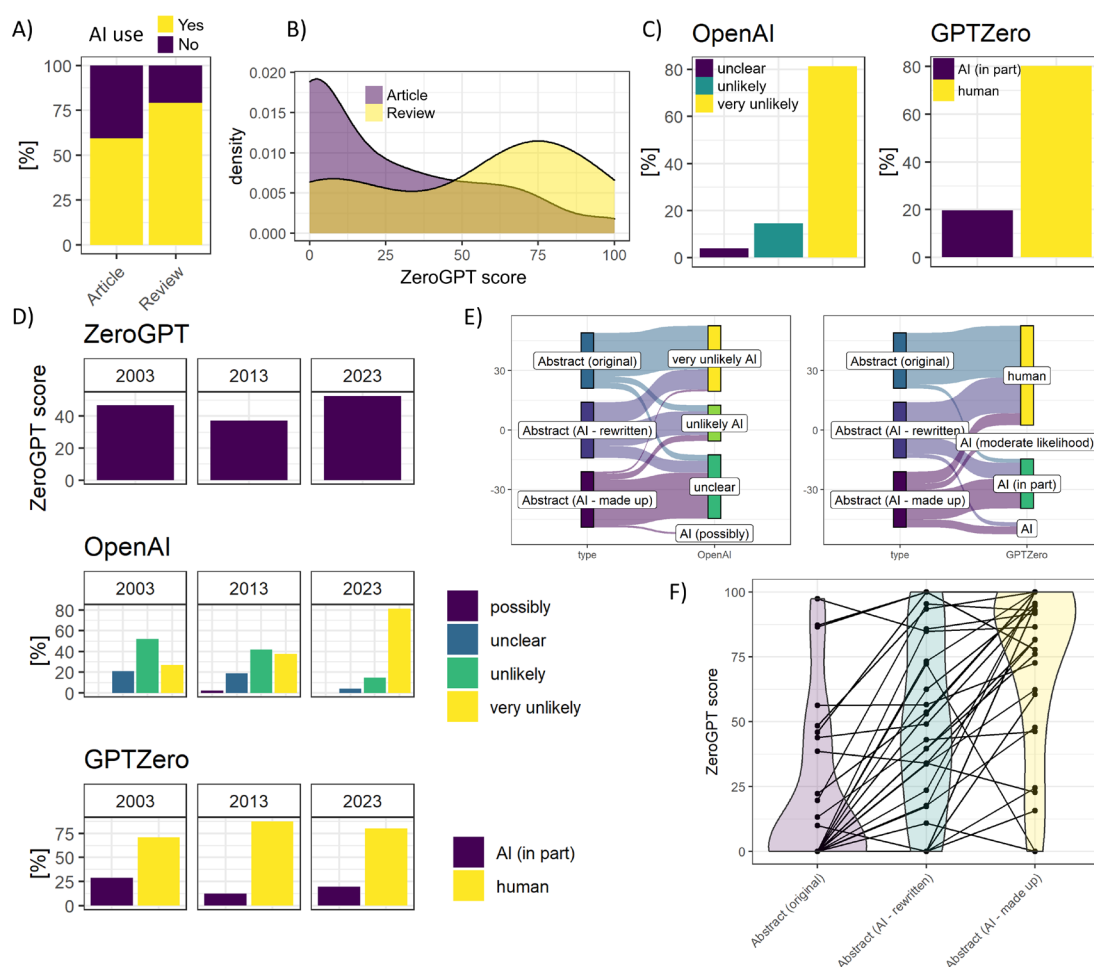 A)
AI use
Yes
No
100
75
50
25
0
[%]
Article
Review
B)
0.020
0.015
0.010
0.005
0.000
density
Article
Review
0
25
50
75
100
ZeroGPT score
C)
OpenAI
unclear
unlikely
very unlikely
80
60
40
20
0
[%]
GPTZero
AI (in part)
human
80
60
40
20
0
[%]
D)
ZeroGPT
2003
2013
2023
ZeroGPT score
40
20
0
OpenAI
2003
2013
2023
80
60
40
20
0
[%]
possibly
unclear
unlikely
very unlikely
GPTZero
2003
2013
2023
75
50
25
0
[%]
AI (in part)
human
E)
30
0
-30
Abstract (original)
Abstract (AI - rewritten)
Abstract (AI - made up)
very unlikely AI
unlikely AI
unclear
AI (possibly)
type
OpenAI
30
0
-30
Abstract (original)
Abstract (AI - rewritten)
Abstract (AI - made up)
human
AI (moderate likelihood)
AI (in part)
AI
type
GPTZero
F)
100
75
50
25
0
ZeroGPT score
Abstract (original)
Abstract (AI - rewritten)
Abstract (AI - made up)